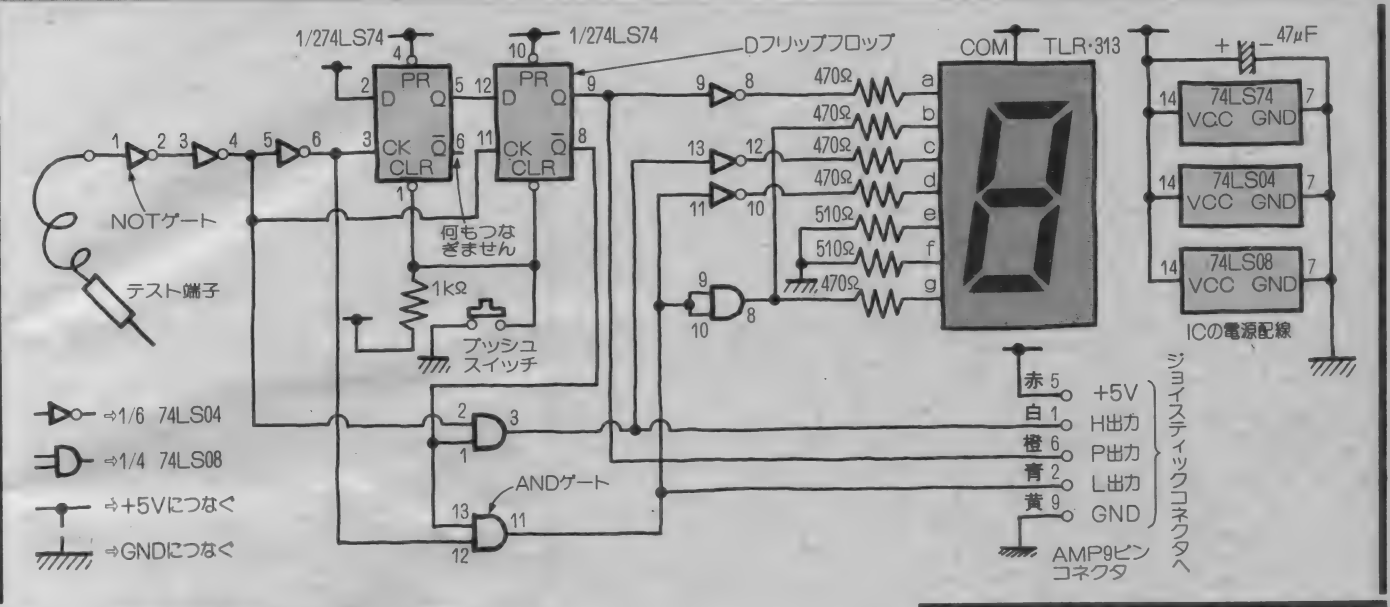 1/274LS74
4
PR
2
D
Q
5
3
CK
Q
6
CLR
1
1/274LS74
10
PR
12
D
Q
9
11
CK
Q
8
CLR
Dフリップフロップ
1
2
3
4
5
6
NOTゲート
テスト端子
何もつな
ぎません
1kΩ
プッシュ
スイッチ
9
8
13
12
11
10
9
10
8
470Ω
a
470Ω
b
470Ω
c
470Ω
d
510Ω
e
510Ω
f
470Ω
g
COM
TLR・313
+
-
47μF
14
74LS74
7
VCC GND
14
74LS04
7
VCC GND
14
74LS08
7
VCC GND
ICの電源配線
⇨1/6 74LS04
⇨1/4 74LS08
⇨+5Vにつなぐ
⇨GNDにつなぐ
2
1
3
ANDゲート
13
12
11
赤 5
+5V
白 1
H出力
橙 6
P出力
青 2
L出力
黄 9
GND
ジョイスティックコネクタへ
AMP9ピン
コネクタ